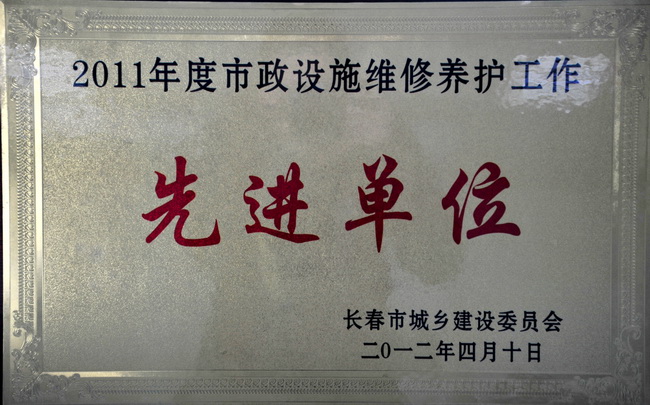 2011年度市政设施维修养护工作
先进单位
长春市城乡建设委员会
二〇一二年四月十日